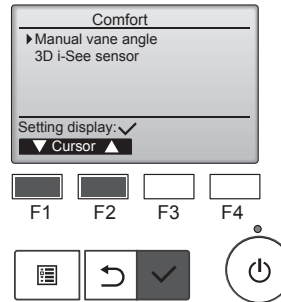 Comfort
Manual vane angle
3D i-See sensor
Setting display:
Cursor
F1 F2 F3 F4